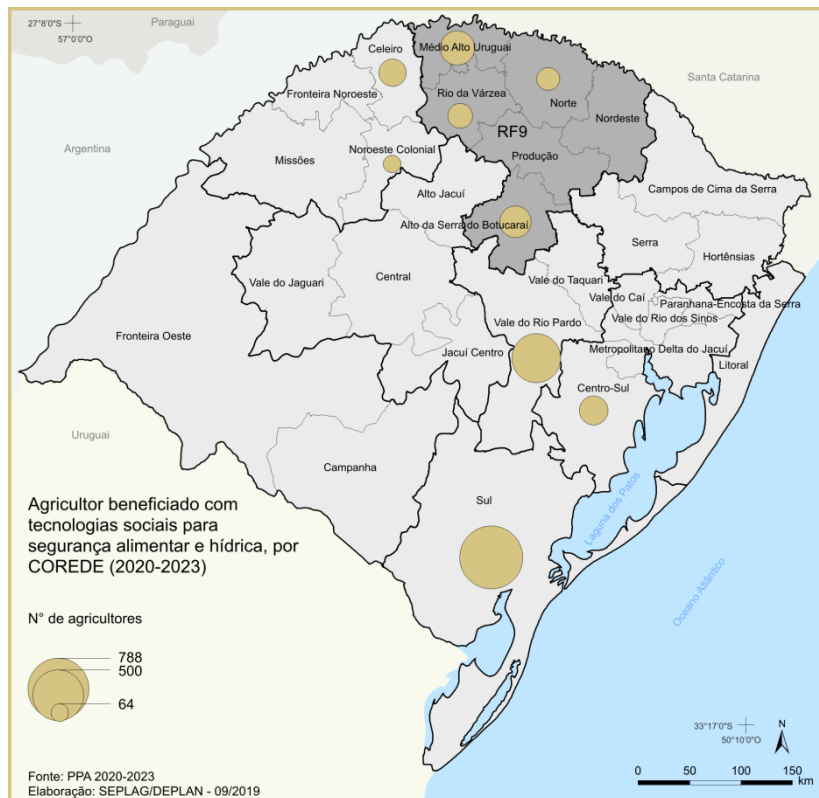 27°8'0"S
57°0'0"O
Paraguai
Celeiro
Médio Alto Uruguai
Santa Catarina
Fronteira Noroeste
Rio da Várzea
Norte
Nordeste
RF9
Argentina
Noroeste Colonial
Missões
Produção
Alto Jacuí
Campos de Cima da Serra
Alto da Serra do Botucaraí
Serra
Hortênsias
Vale do Jaguari
Central
Vale do Taquari
Vale do Caí
Paranhana-Encosta da Serra
Vale do Rio dos Sinos
Vale do Rio Pardo
Fronteira Oeste
Jacuí Centro
Metropolitano Delta do Jacuí
Litoral
Centro-Sul
Uruguai
Campanha
Sul
Laguna dos Patos
Oceano Atlântico
Agricultor beneficiado com
tecnologias sociais para
segurança alimentar e hídrica, por
COREDE (2020-2023)
N° de agricultores
788
500
64
33°17'0"S
50°10'0"O
N
0 50 100 150
km
Fonte: PPA 2020-2023
Elaboração: SEPLAG/DEPLAN - 09/2019